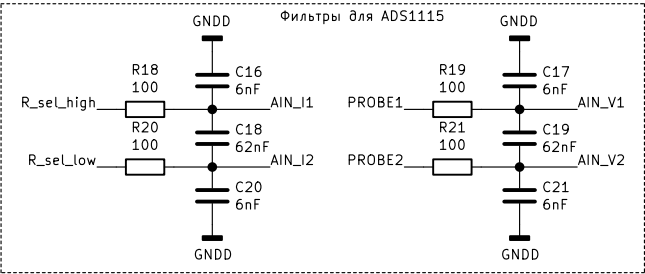 Фильтры для ADS1115
GNDD
GNDD
R18
100
C16
6nF
R19
100
C17
6nF
R_sel_high
AIN_I1
PROBE1
AIN_V1
R20
100
C18
62nF
R21
100
C19
62nF
R_sel_low
AIN_I2
PROBE2
AIN_V2
C20
6nF
C21
6nF
GNDD
GNDD